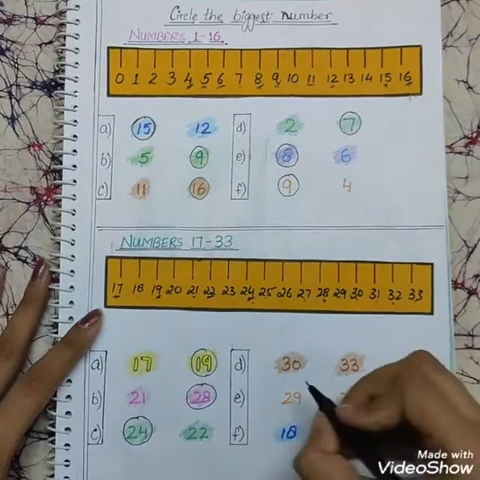 Circle the biggest number
NUMBERS 1-16
0 1 2 3 4 5 6 7 8 9 10 11 12 13 14 15 16
a) 15 12 d) 2 7
b) 5 9 e) 8 6
c) 11 16 f) 9 4
NUMBERS 17-33
17 18 19 20 21 22 23 24 25 26 27 28 29 30 31 32 33
a) 17 19 d) 30 33
b) 21 28 e) 29
c) 24 22 f) 18
Made with
VideoShow